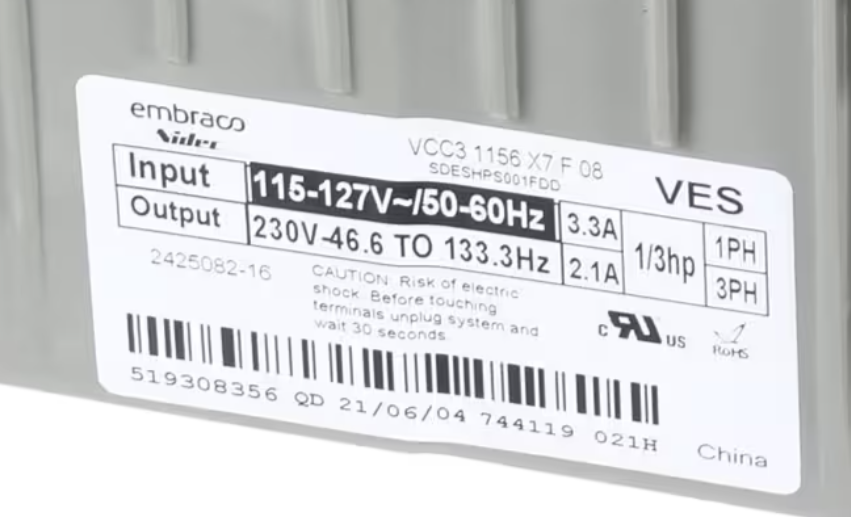 embraco
Nidec
VCC3 1156 X7 F 08
SDESHPS001FDD
VES
Input 115-127V~/50-60Hz 3.3A 1/3hp 1PH
Output 230V-46.6 TO 133.3Hz 2.1A 3PH
2425082-16
CAUTION: Risk of electric
shock. Before touching
terminals unplug system and
wait 30 seconds.
c RU US
RoHS
519308356 QD 21/06/04 744119 021H
China